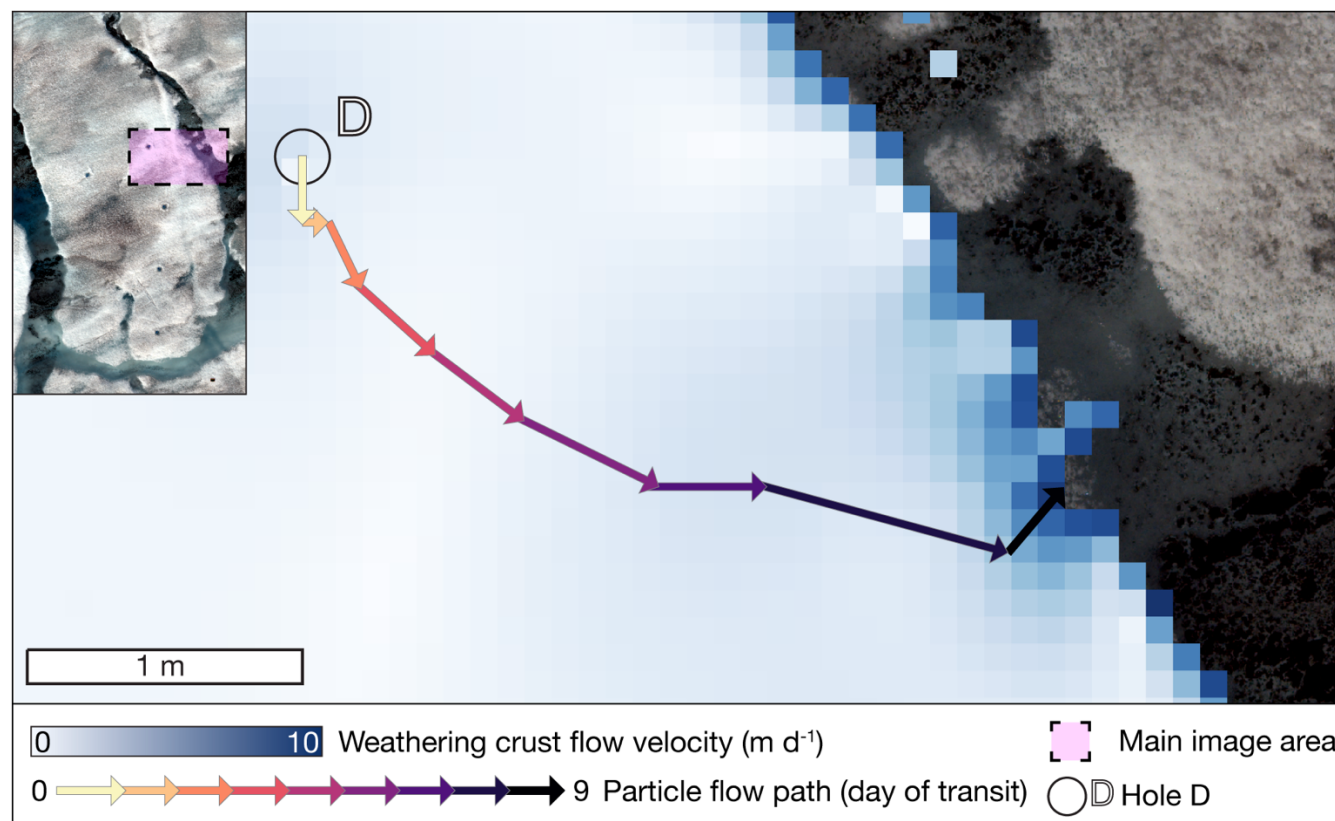 𝔻
1 m
0 10 Weathering crust flow velocity (m d⁻¹)
Main image area
0 9 Particle flow path (day of transit)
𝔻 Hole D